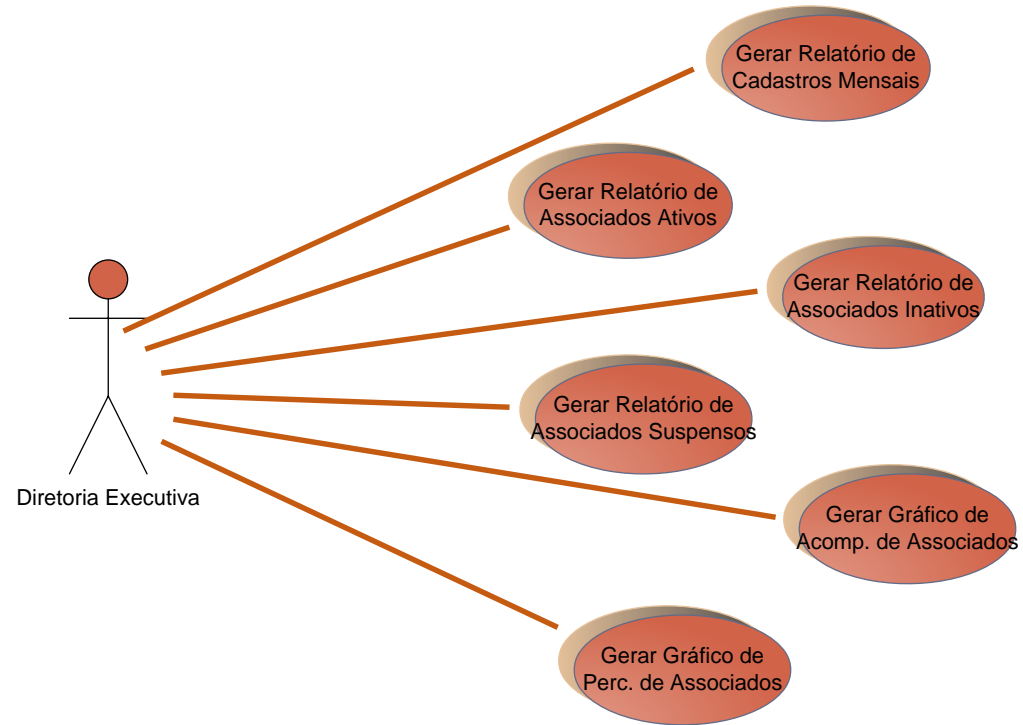 Gerar Relatório de
Cadastros Mensais
Gerar Relatório de
Associados Ativos
Gerar Relatório de
Associados Inativos
Gerar Relatório de
Associados Suspensos
Diretoria Executiva
Gerar Gráfico de
Acomp. de Associados
Gerar Gráfico de
Perc. de Associados